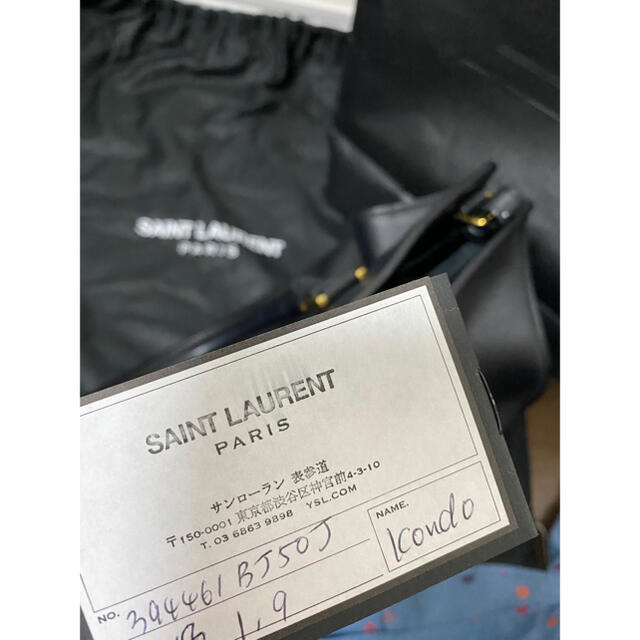 SAINT LAURENT
PARIS
SAINT LAURENT
PARIS
サンローラン 表参道
〒150-0001 東京都渋谷区神宮前4-3-10
T. 03 6863 9898 YSL.COM
NO. 394461 BJ50J
NAME. Kondo